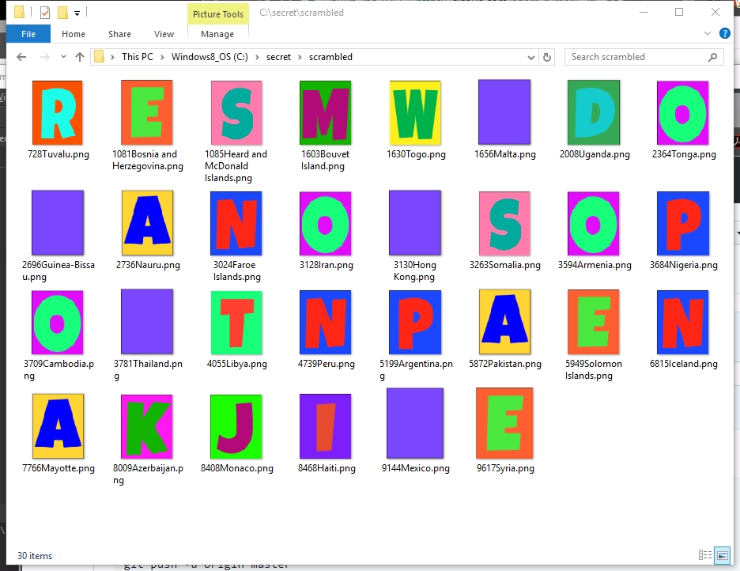 Picture Tools C:\secret\scrambled
File Home Share View Manage
This PC Windows8_OS (C:) secret scrambled Search scrambled
R E S M W D O
728Tuvalu.png 1081Bosnia and Herzegovina.png 1085Heard and McDonald Islands.png 1603Bouvet Island.png 1630Togo.png 1656Malta.png 2008Uganda.png 2364Tonga.png
A N O S O P
2696Guinea-Bissau.png 2736Nauru.png 3024Faroe Islands.png 3128Iran.png 3130Hong Kong.png 3263Somalia.png 3594Armenia.png 3684Nigeria.png
O T N P A E N
3709Cambodia.png 3781Thailand.png 4055Libya.png 4739Peru.png 5199Argentina.png 5872Pakistan.png 5949Solomon Islands.png 6815Iceland.png
A K J I E
7766Mayotte.png 8009Azerbaijan.png 8408Monaco.png 8468Haiti.png 9144Mexico.png 9617Syria.png
30 items
git push -u origin master